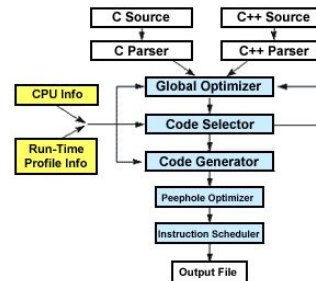 C Source
C++ Source
C Parser
C++ Parser
Global Optimizer
CPU Info
Code Selector
Run-Time
Profile Info
Code Generator
Peephole Optimizer
Instruction Scheduler
Output File